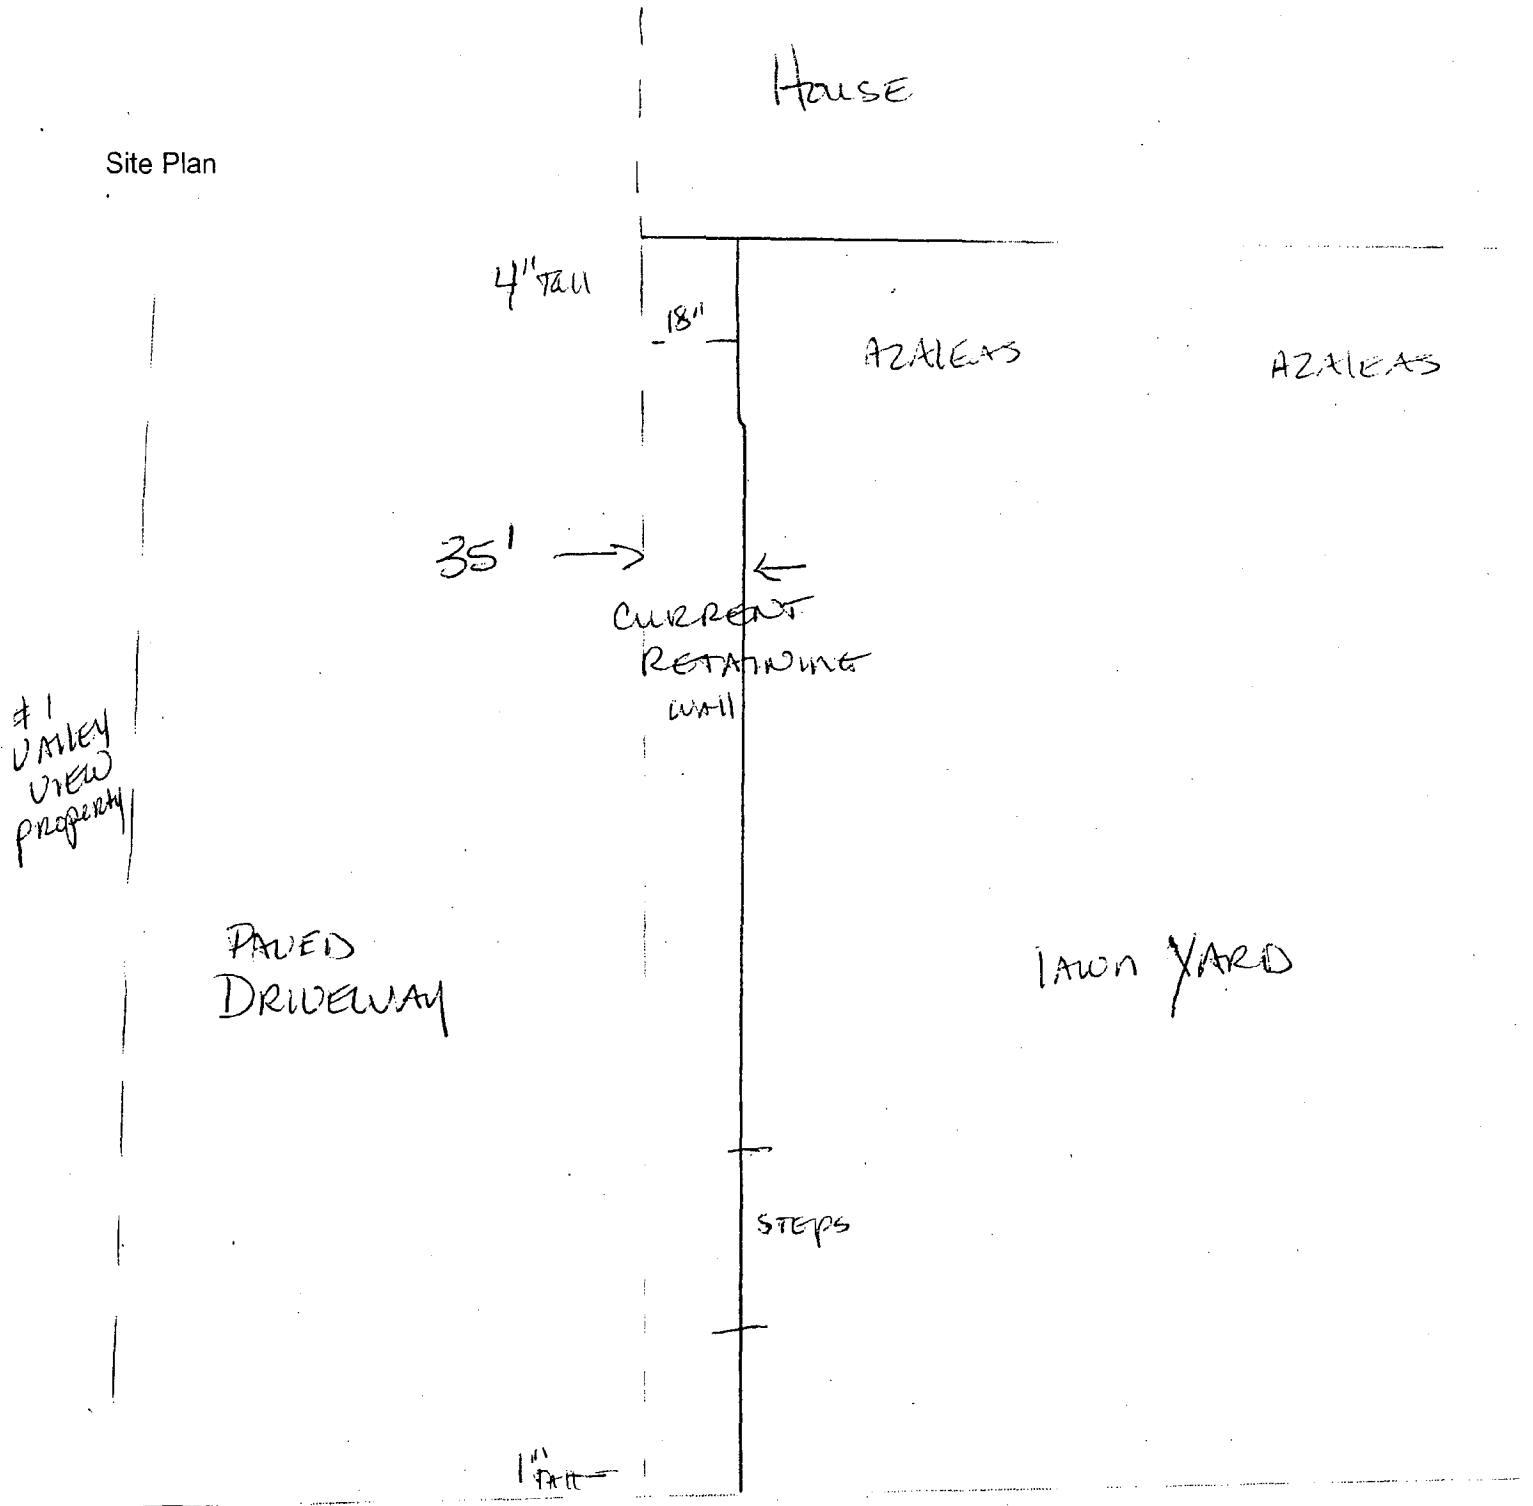 House
Site Plan
4" Tall
18"
AZAlEAS
AZAlEAS
35'
CURRENT
RETAINING
WAll
# 1
VAllEY
VIEW
PROPERTY
PAVED
DRIVEWAY
lAWn YARD
STEPS
1"